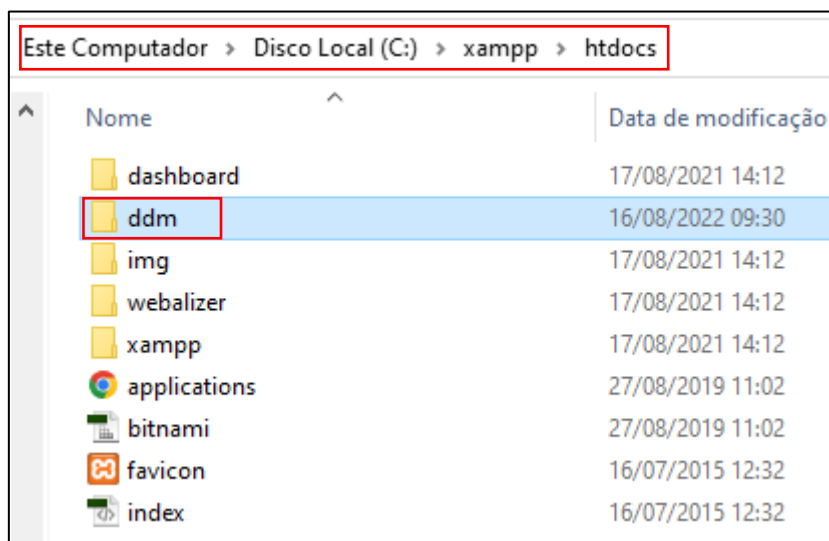 Este Computador > Disco Local (C:) > xampp > htdocs
Nome Data de modificação
dashboard 17/08/2021 14:12
ddm 16/08/2022 09:30
img 17/08/2021 14:12
webalizer 17/08/2021 14:12
xampp 17/08/2021 14:12
applications 27/08/2019 11:02
bitnami 27/08/2019 11:02
favicon 16/07/2015 12:32
index 16/07/2015 12:32